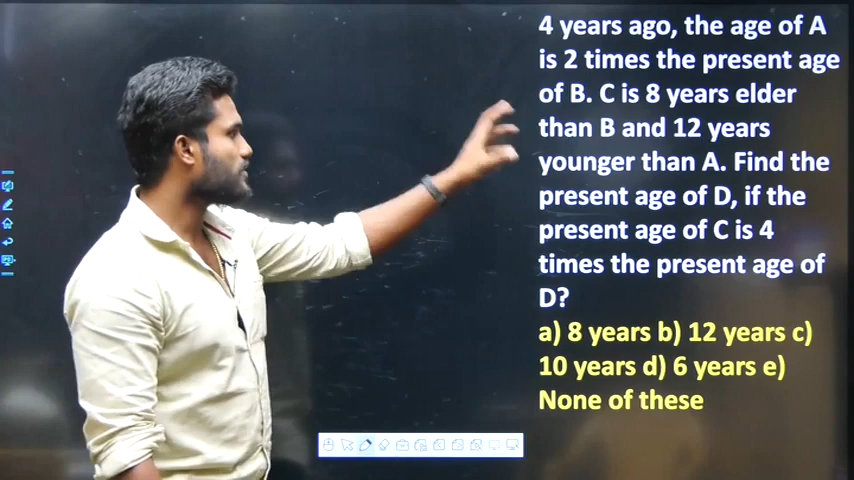 4 years ago, the age of A
is 2 times the present age
of B. C is 8 years elder
than B and 12 years
younger than A. Find the
present age of D, if the
present age of C is 4
times the present age of
D?
a) 8 years b) 12 years c)
10 years d) 6 years e)
None of these